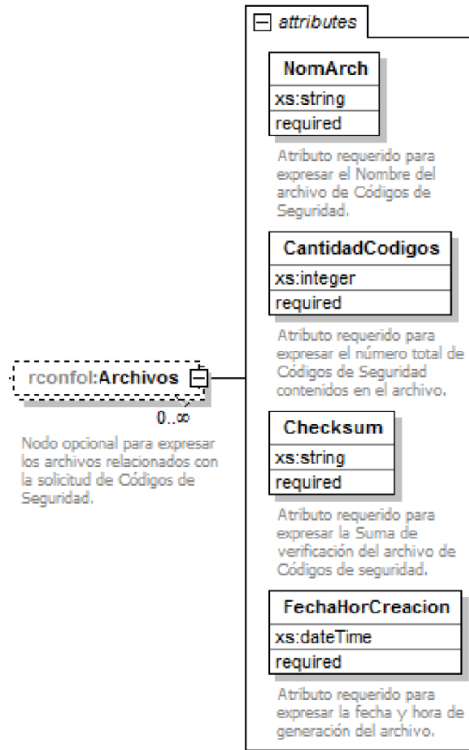 attributes
NomArch
xs:string
required
Atributo requerido para
expresar el Nombre del
archivo de Códigos de
Seguridad.
CantidadCodigos
xs:integer
required
Atributo requerido para
expresar el número total de
Códigos de Seguridad
contenidos en el archivo.
rconfol:Archivos
0..∞
Nodo opcional para expresar
los archivos relacionados con
la solicitud de Códigos de
Seguridad.
Checksum
xs:string
required
Atributo requerido para
expresar la Suma de
verificación del archivo de
Códigos de seguridad.
FechaHorCreacion
xs:dateTime
required
Atributo requerido para
expresar la fecha y hora de
generación del archivo.